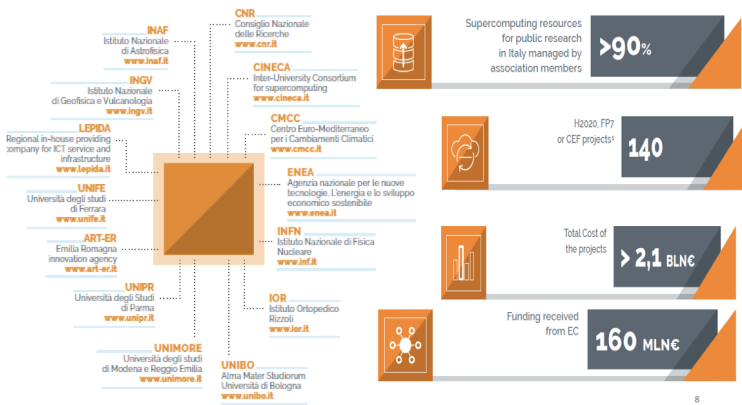 INAF
Istituto Nazionale
di Astrofisica
www.inaf.it
INGV
Istituto Nazionale
di Geofisica e Vulcanologia
www.ingv.it
LEPIDA
Regional in-house providing
company for ICT service and
infrastructure
www.lepida.it
UNIFE
Università degli studi
di Ferrara
www.unife.it
ART-ER
Emilia Romagna
innovation agency
www.art-er.it
UNIPR
Università degli Studi
di Parma
www.unipr.it
UNIMORE
Università degli studi
di Modena e Reggio Emilia
www.unimore.it
CNR
Consiglio Nazionale
delle Ricerche
www.cnr.it
CINECA
Inter-University Consortium
for supercomputing
www.cineca.it
CMCC
Centro Euro-Mediterraneo
per i Cambiamenti Climatici
www.cmcc.it
ENEA
Agenzia nazionale per le nuove
tecnologie. L'energia e lo sviluppo
economico sostenibile
www.enea.it
INFN
Istituto Nazionale di Fisica
Nucleare
www.inf.it
IOR
Istituto Ortopedico
Rizzoli
www.ior.it
UNIBO
Alma Mater Studiorum
Università di Bologna
www.unibo.it
Supercomputing resources
for public research
in Italy managed by
association members
>90%
H2020, FP7
or CEF projects¹
140
Total Cost of
the projects
> 2,1 BLN€
Funding received
from EC
160 MLN€
8